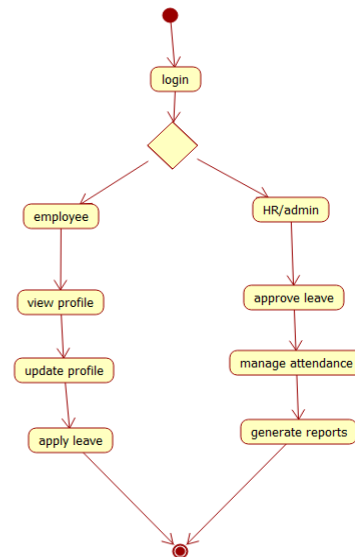 login
employee
HR/admin
view profile
approve leave
update profile
manage attendance
apply leave
generate reports